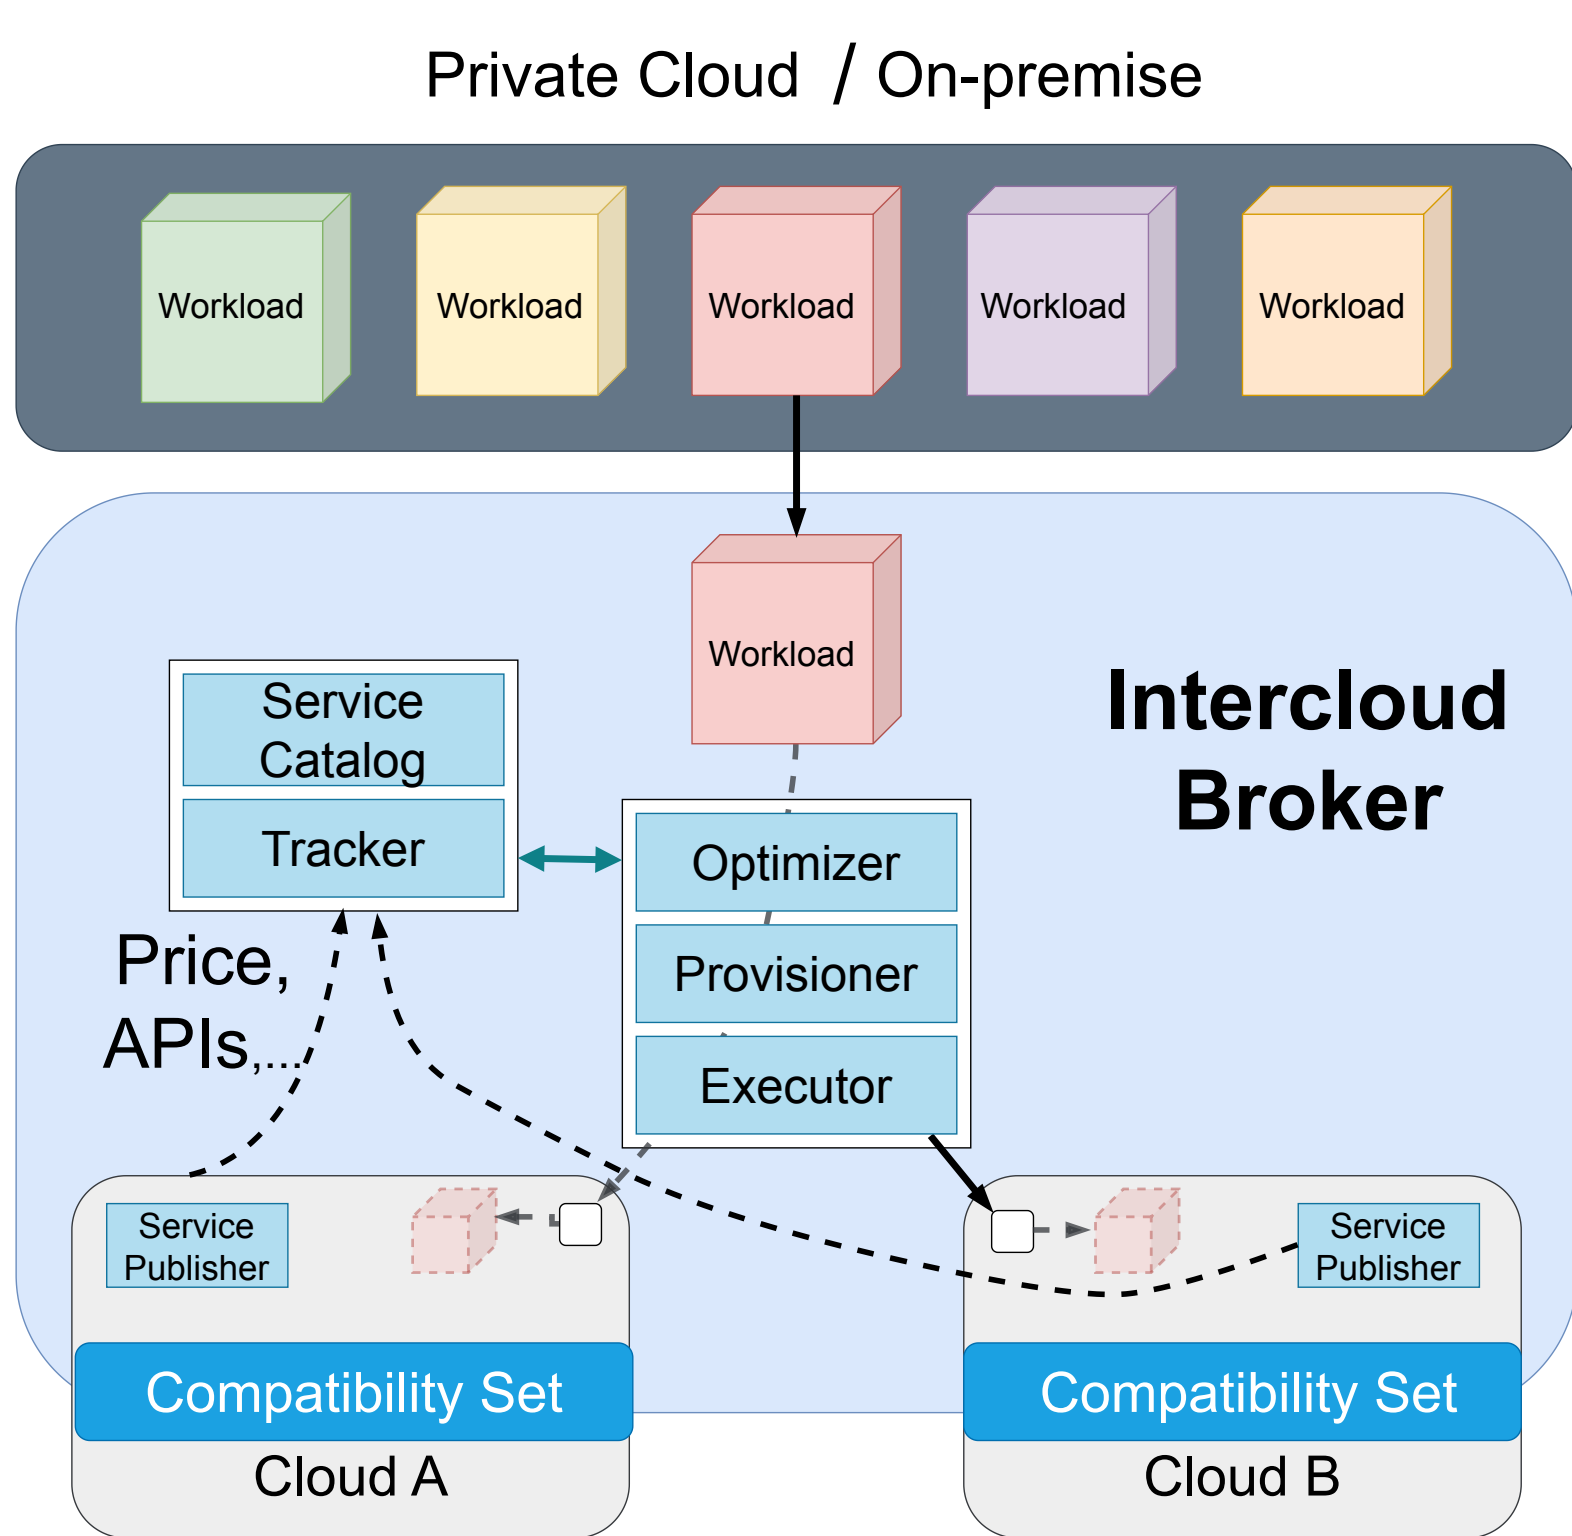 Private Cloud / On-premise
Workload
Workload
Workload
Workload
Workload
Workload
Intercloud
Broker
Service
Catalog
Tracker
Optimizer
Provisioner
Executor
Price,
APIs,...
Service
Publisher
Service
Publisher
Compatibility Set
Compatibility Set
Cloud A
Cloud B